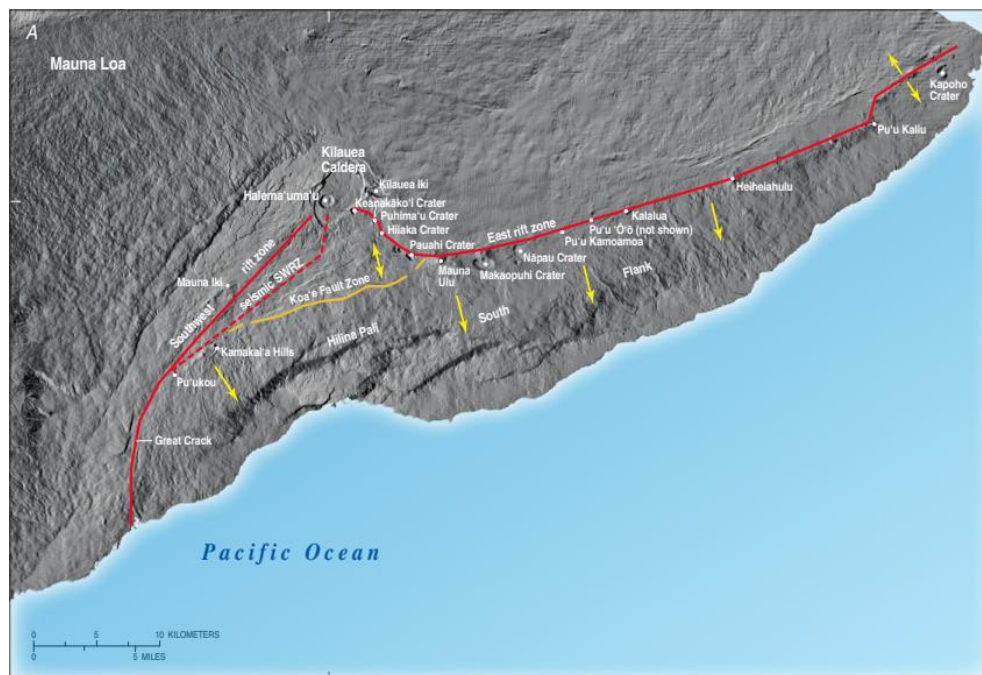 A
Mauna Loa
Kapoho
Crater
Pu‘u Kaliu
Kīlauea
Caldera
Kīlauea Iki
Halema‘uma‘u
Keanakāko‘i Crater
Heiheiahulu
Puhima‘u Crater
Kalalua
Hiiaka Crater
Pu‘u ‘Ō‘ō (not shown)
East rift zone
Pu‘u Kamoamoa
Pauahi Crater
Nāpau Crater
Mauna
Ulu
Makaopuhi Crater
Flank
rift zone
Mauna Iki
seismic SWRZ
Koa‘e Fault Zone
South
Southwest
Hilina Pali
Kamakai‘a Hills
Pu‘ukou
Great Crack
Pacific Ocean
0 5 10 KILOMETERS
0 5 MILES